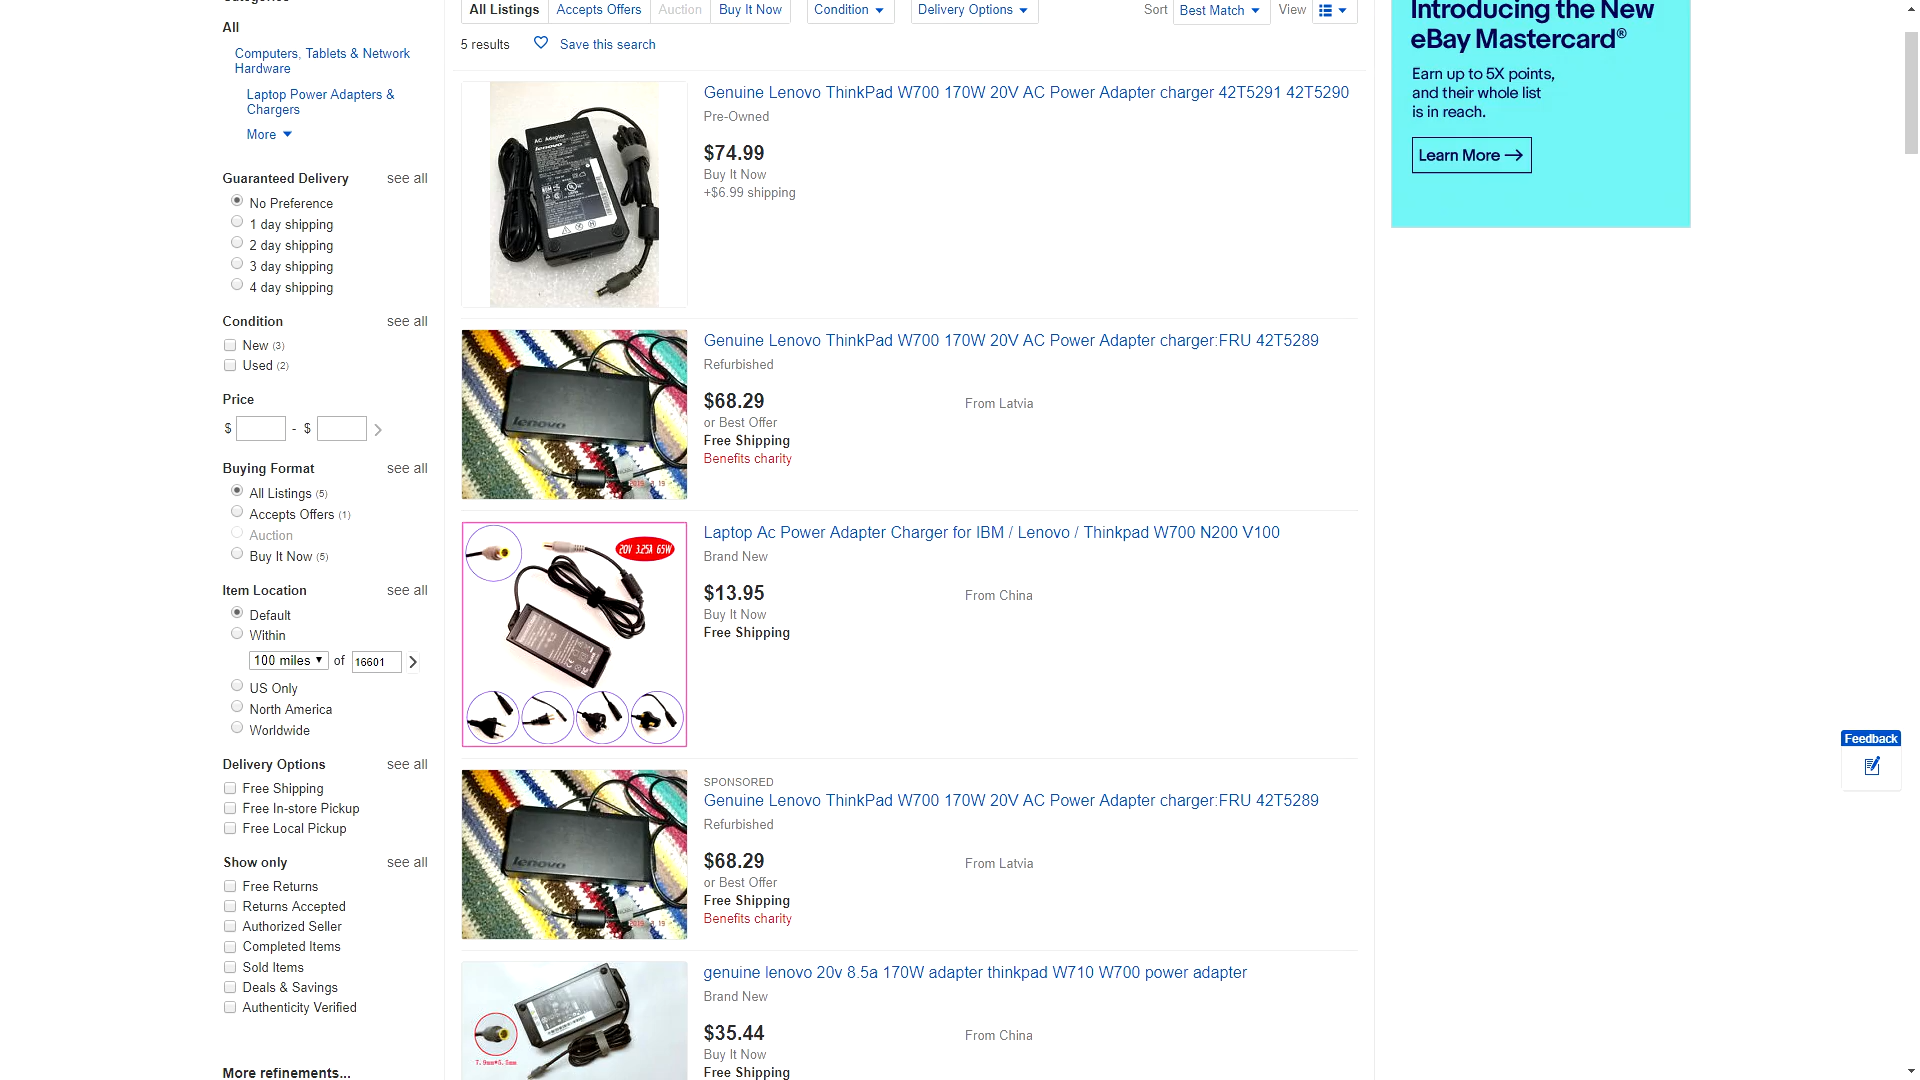 All
Computers, Tablets & Network
Hardware
Laptop Power Adapters &
Chargers
More
Guaranteed Delivery see all
No Preference
1 day shipping
2 day shipping
3 day shipping
4 day shipping
Condition see all
New (3)
Used (2)
Price
$ - $
Buying Format see all
All Listings (5)
Accepts Offers (1)
Auction
Buy It Now (5)
Item Location see all
Default
Within
100 miles of 16601
US Only
North America
Worldwide
Delivery Options see all
Free Shipping
Free In-store Pickup
Free Local Pickup
Show only see all
Free Returns
Returns Accepted
Authorized Seller
Completed Items
Sold Items
Deals & Savings
Authenticity Verified
More refinements...
All Listings Accepts Offers Auction Buy It Now Condition Delivery Options Sort Best Match View
5 results Save this search
AC Adapter
lenovo
Genuine Lenovo ThinkPad W700 170W 20V AC Power Adapter charger 42T5291 42T5290
Pre-Owned
$74.99
Buy It Now
+$6.99 shipping
lenovo
Genuine Lenovo ThinkPad W700 170W 20V AC Power Adapter charger:FRU 42T5289
Refurbished
$68.29 From Latvia
or Best Offer
Free Shipping
Benefits charity
20V 3.25A 65W
Laptop Ac Power Adapter Charger for IBM / Lenovo / Thinkpad W700 N200 V100
Brand New
$13.95 From China
Buy It Now
Free Shipping
lenovo
SPONSORED
Genuine Lenovo ThinkPad W700 170W 20V AC Power Adapter charger:FRU 42T5289
Refurbished
$68.29 From Latvia
or Best Offer
Free Shipping
Benefits charity
7.9mm*5.5mm
genuine lenovo 20v 8.5a 170W adapter thinkpad W710 W700 power adapter
Brand New
$35.44 From China
Buy It Now
Free Shipping
Introducing the New
eBay Mastercard®
Earn up to 5X points,
and their whole list
is in reach.
Learn More →
Feedback